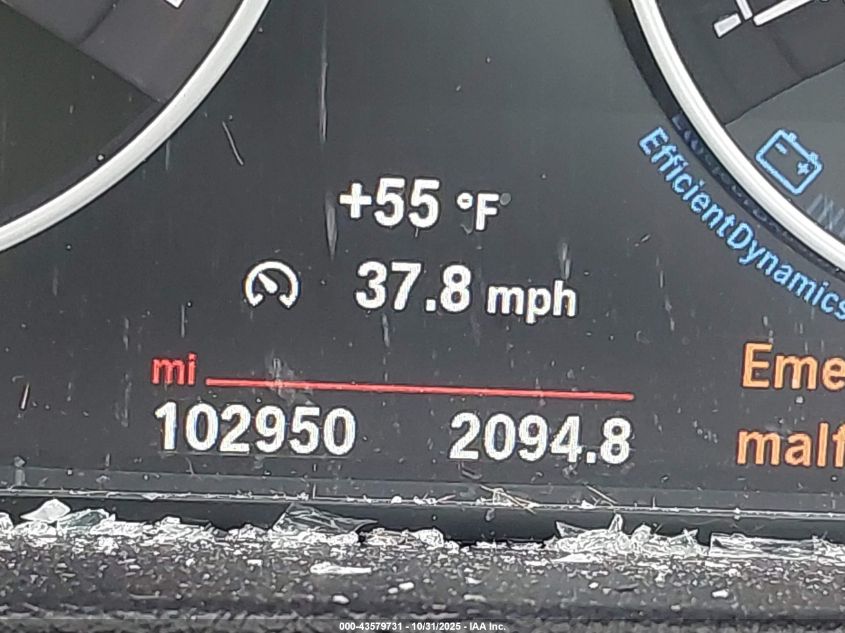 +55 °F
EfficientDynamics
37.8 mph
mi
102950 2094.8
Eme
malf
000-43579731 - 10/31/2025 - IAA Inc.